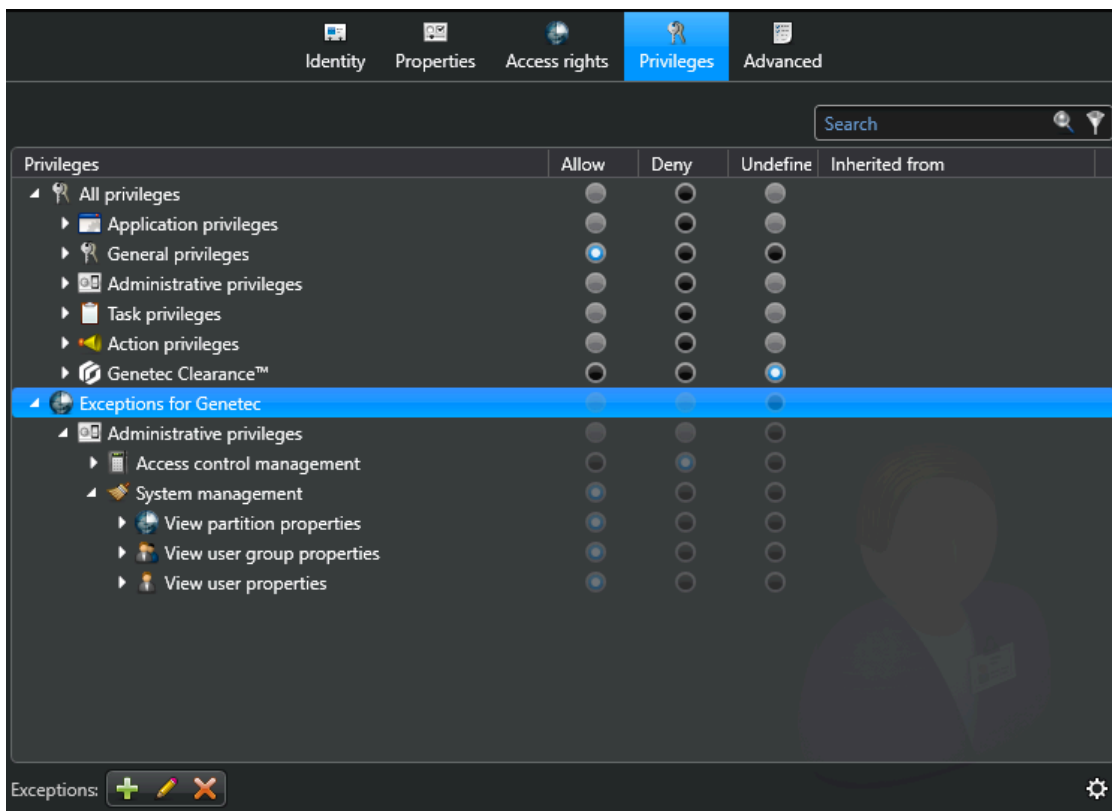 Identity Properties Access rights Privileges Advanced
Search
Privileges Allow Deny Undefine Inherited from
All privileges
Application privileges
General privileges
Administrative privileges
Task privileges
Action privileges
Genetec Clearance™
Exceptions for Genetec
Administrative privileges
Access control management
System management
View partition properties
View user group properties
View user properties
Exceptions: